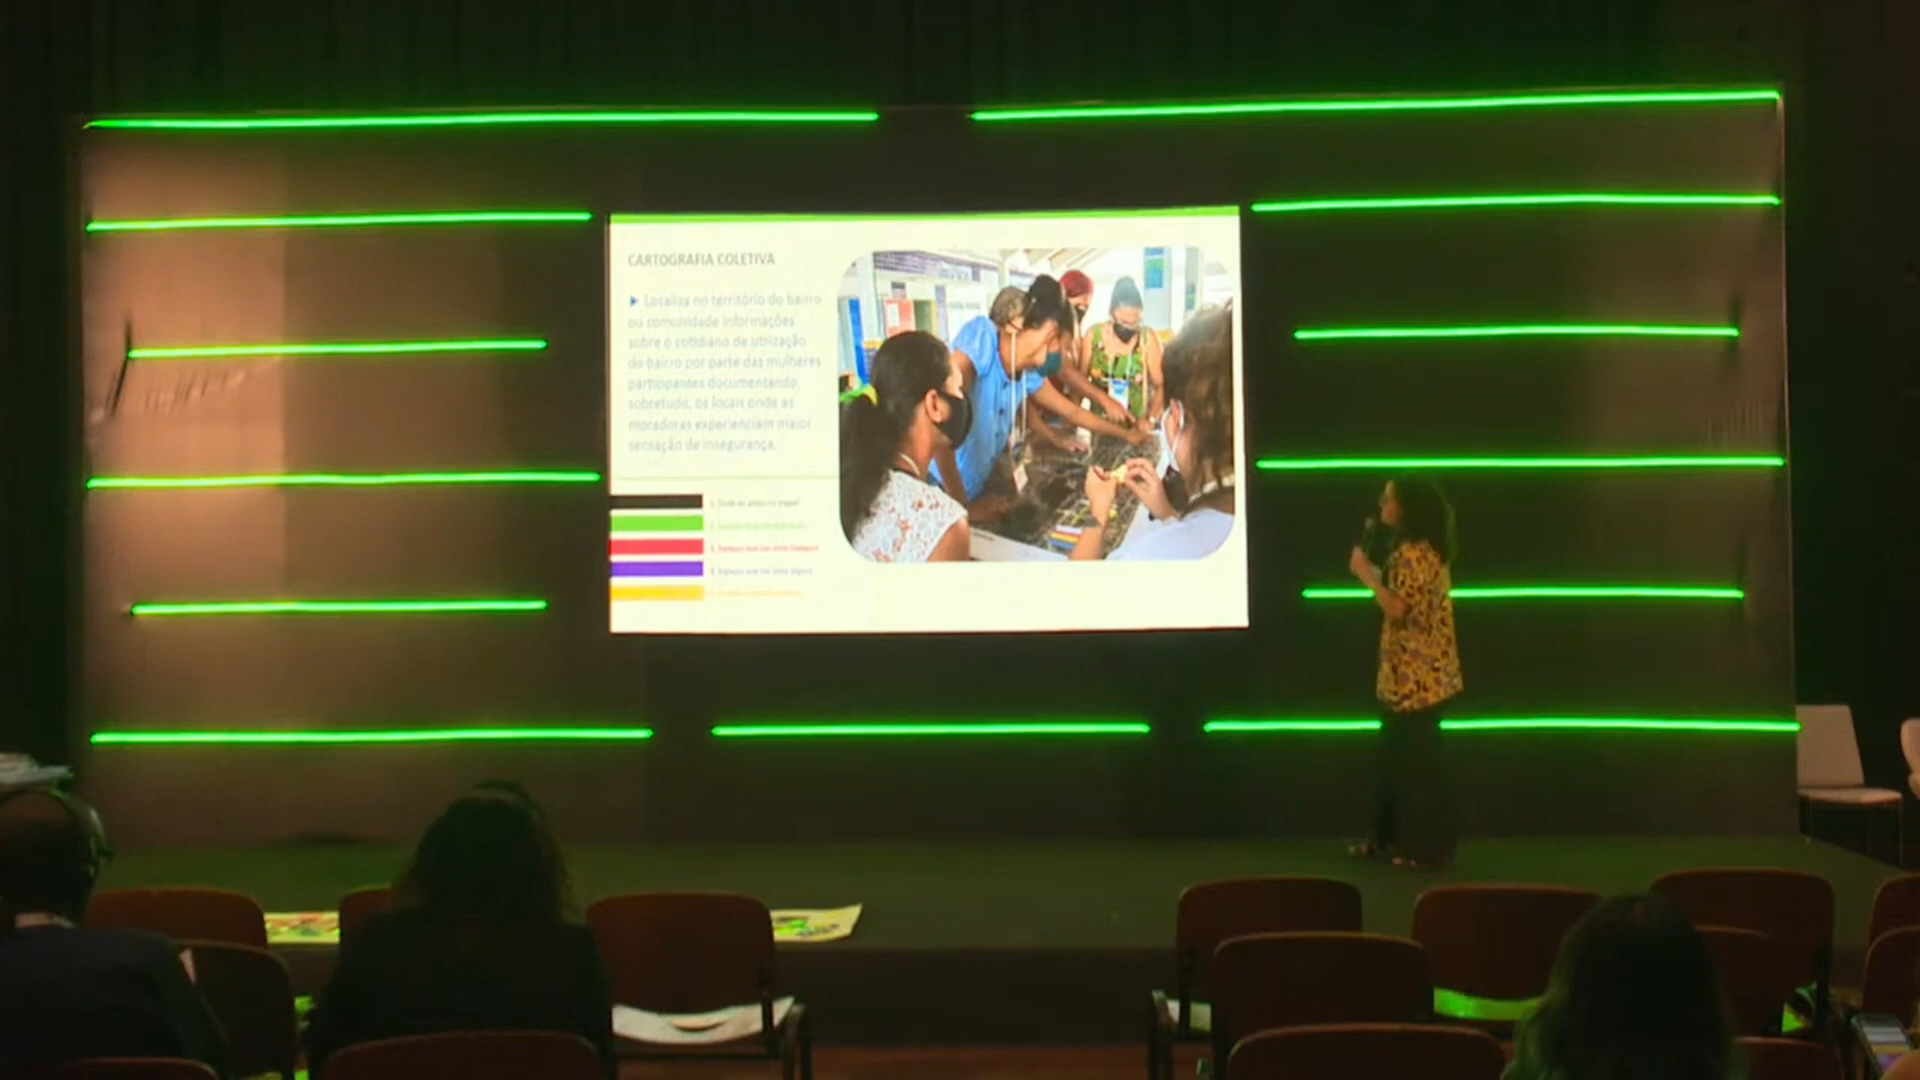 CARTOGRAFIA COLETIVA
► Localiza no território do bairro
ou comunidade informações
sobre o cotidiano de utilização
do bairro por parte das mulheres
participantes documentando,
sobretudo, os locais onde as
moradoras experienciam maior
sensação de insegurança.